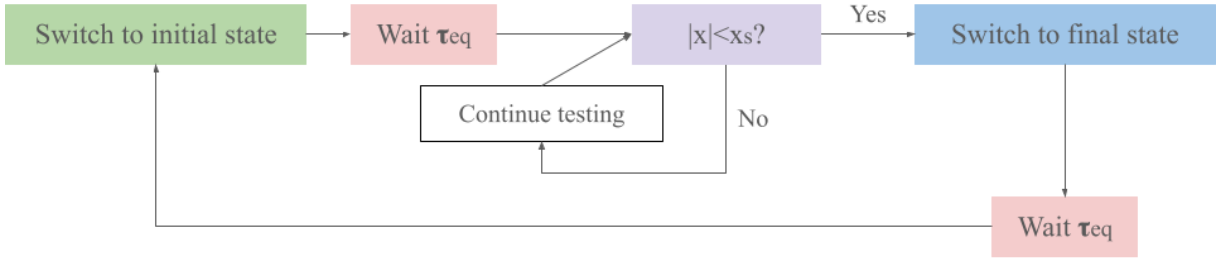 Switch to initial state
Wait τeq
|x|<xs?
Yes
Switch to final state
Continue testing
No
Wait τeq